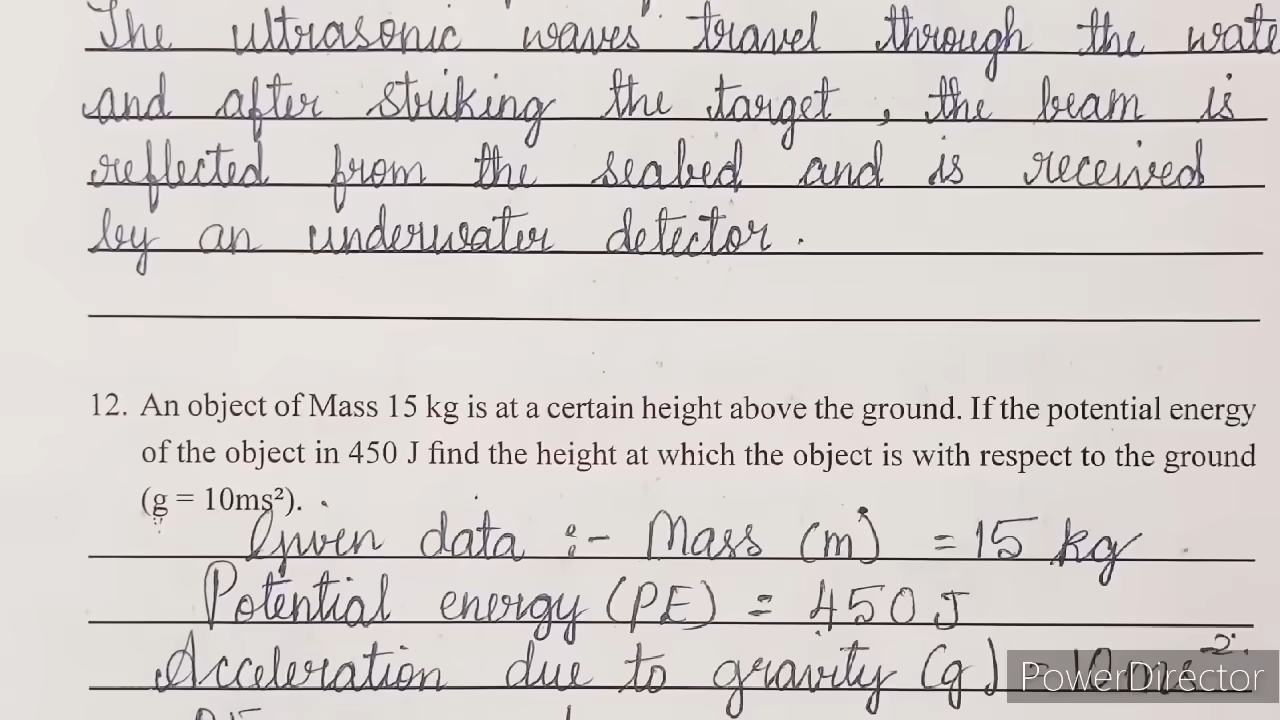 The ultrasonic waves travel through the wate
and after striking the target, the beam is
reflected from the seabed and is received
by an underwater detector.
12. An object of Mass 15 kg is at a certain height above the ground. If the potential energy
of the object in 450 J find the height at which the object is with respect to the ground
(g = 10ms²).
Given data :- Mass (m) = 15 kg
Potential energy (PE) = 450 J
Acceleration due to gravity (g) = 10 ms⁻².
PowerDirector